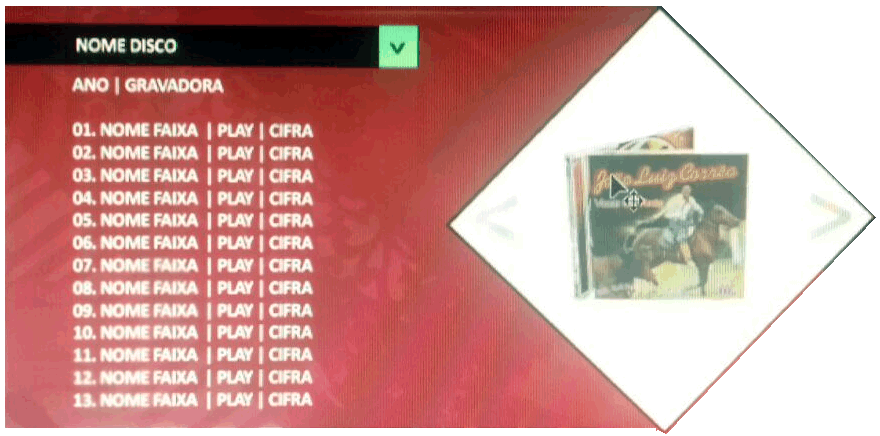 NOME DISCO
ANO | GRAVADORA
01. NOME FAIXA | PLAY | CIFRA
02. NOME FAIXA | PLAY | CIFRA
03. NOME FAIXA | PLAY | CIFRA
04. NOME FAIXA | PLAY | CIFRA
05. NOME FAIXA | PLAY | CIFRA
06. NOME FAIXA | PLAY | CIFRA
07. NOME FAIXA | PLAY | CIFRA
08. NOME FAIXA | PLAY | CIFRA
09. NOME FAIXA | PLAY | CIFRA
10. NOME FAIXA | PLAY | CIFRA
11. NOME FAIXA | PLAY | CIFRA
12. NOME FAIXA | PLAY | CIFRA
13. NOME FAIXA | PLAY | CIFRA
Luiz Corrêa